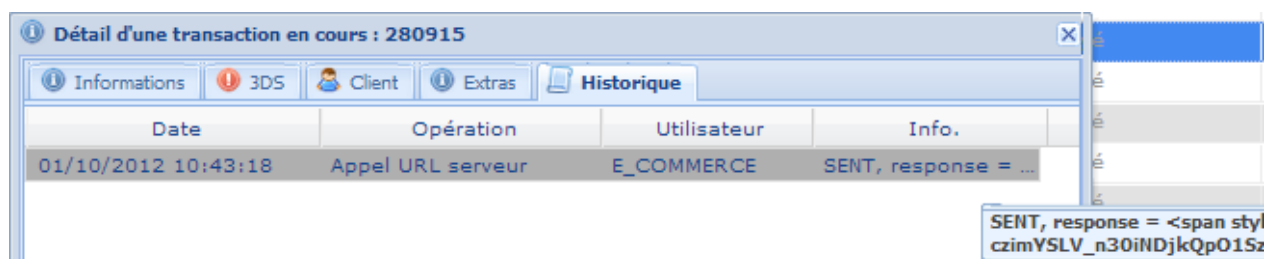 Détail d'une transaction en cours : 280915
Informations 3DS Client Extras Historique
Date Opération Utilisateur Info.
01/10/2012 10:43:18 Appel URL serveur E_COMMERCE SENT, response = ...
é
é
é
é
é
SENT, response = <span styl
czimYSLV_n30iNDjkQpO1Sz